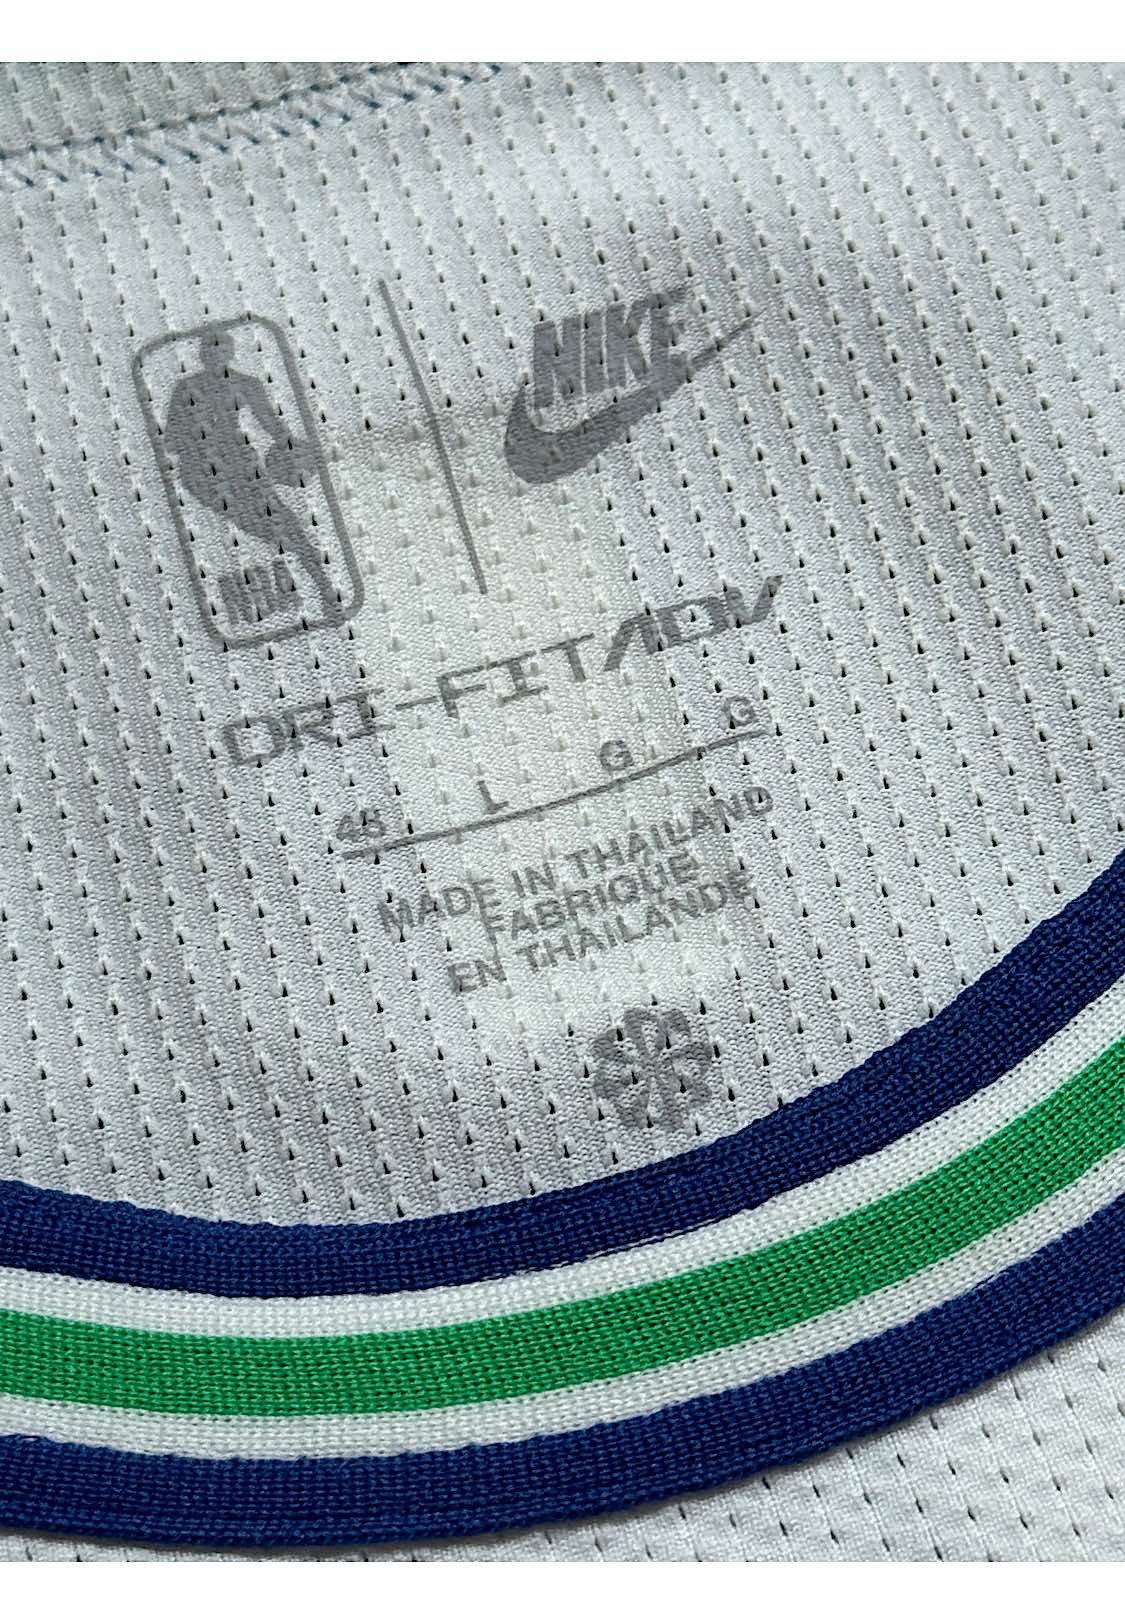 NBA
NIKE
DRI-FIT ADV
48 L G G
MADE IN THAILAND
FABRIQUE
EN THAILANDE